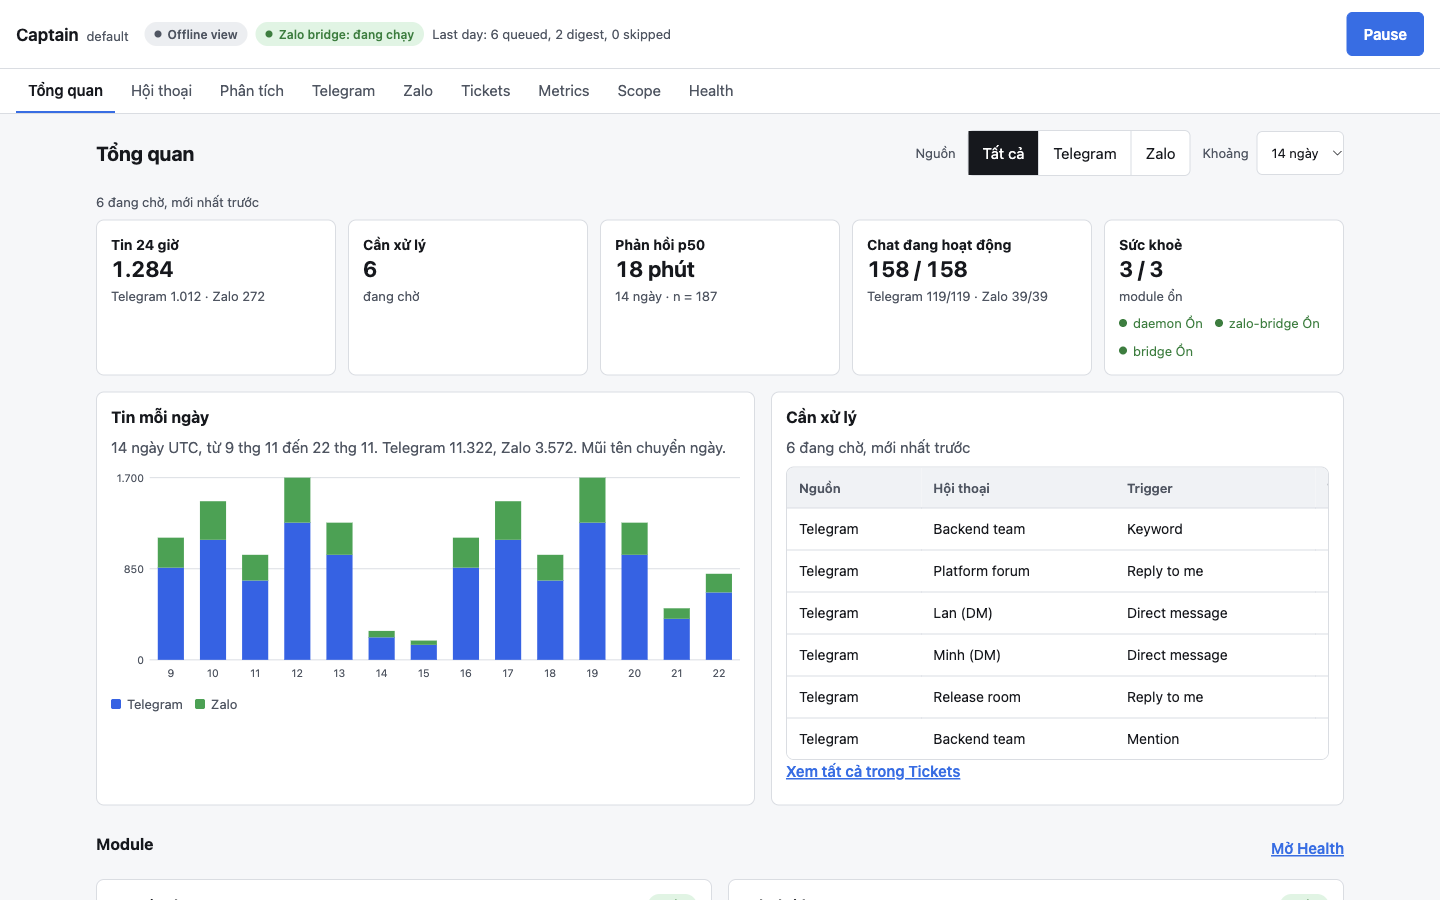 Captain default Offline view Zalo bridge: đang chạy Last day: 6 queued, 2 digest, 0 skipped Pause
Tổng quan Hội thoại Phân tích Telegram Zalo Tickets Metrics Scope Health
Tổng quan Nguồn Tất cả Telegram Zalo Khoảng 14 ngày
6 đang chờ, mới nhất trước
Tin 24 giờ
1.284
Telegram 1.012 · Zalo 272
Cần xử lý
6
đang chờ
Phản hồi p50
18 phút
14 ngày · n = 187
Chat đang hoạt động
158 / 158
Telegram 119/119 · Zalo 39/39
Sức khoẻ
3 / 3
module ổn
daemon Ổn zalo-bridge Ổn
bridge Ổn
Tin mỗi ngày
14 ngày UTC, từ 9 thg 11 đến 22 thg 11. Telegram 11.322, Zalo 3.572. Mũi tên chuyển ngày.
1.700
850
0
9 10 11 12 13 14 15 16 17 18 19 20 21 22
Telegram Zalo
Cần xử lý
6 đang chờ, mới nhất trước
Nguồn Hội thoại Trigger
Telegram Backend team Keyword
Telegram Platform forum Reply to me
Telegram Lan (DM) Direct message
Telegram Minh (DM) Direct message
Telegram Release room Reply to me
Telegram Backend team Mention
Xem tất cả trong Tickets
Module Mở Health